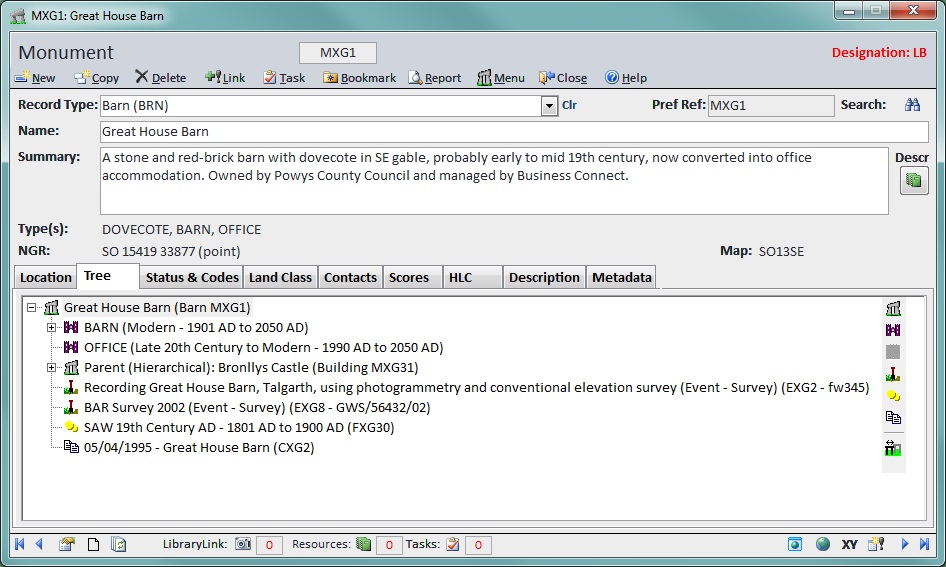 MXG1: Great House Barn
Monument MXG1 Designation: LB
New Copy Delete Link Task Bookmark Report Menu Close Help
Record Type: Barn (BRN) Clr Pref Ref: MXG1 Search:
Name: Great House Barn
Summary: A stone and red-brick barn with dovecote in SE gable, probably early to mid 19th century, now converted into office Descr
accommodation. Owned by Powys County Council and managed by Business Connect.
Type(s): DOVECOTE, BARN, OFFICE
NGR: SO 15419 33877 (point) Map: SO13SE
Location Tree Status & Codes Land Class Contacts Scores HLC Description Metadata
Great House Barn (Barn MXG1)
BARN (Modern - 1901 AD to 2050 AD)
OFFICE (Late 20th Century to Modern - 1990 AD to 2050 AD)
Parent (Hierarchical): Bronllys Castle (Building MXG31)
Recording Great House Barn, Talgarth, using photogrammetry and conventional elevation survey (Event - Survey) (EXG2 - fw345)
BAR Survey 2002 (Event - Survey) (EXG8 - GWS/56432/02)
SAW 19th Century AD - 1801 AD to 1900 AD (FXG30)
05/04/1995 - Great House Barn (CXG2)
LibraryLink: 0 Resources: 0 Tasks: 0 XY